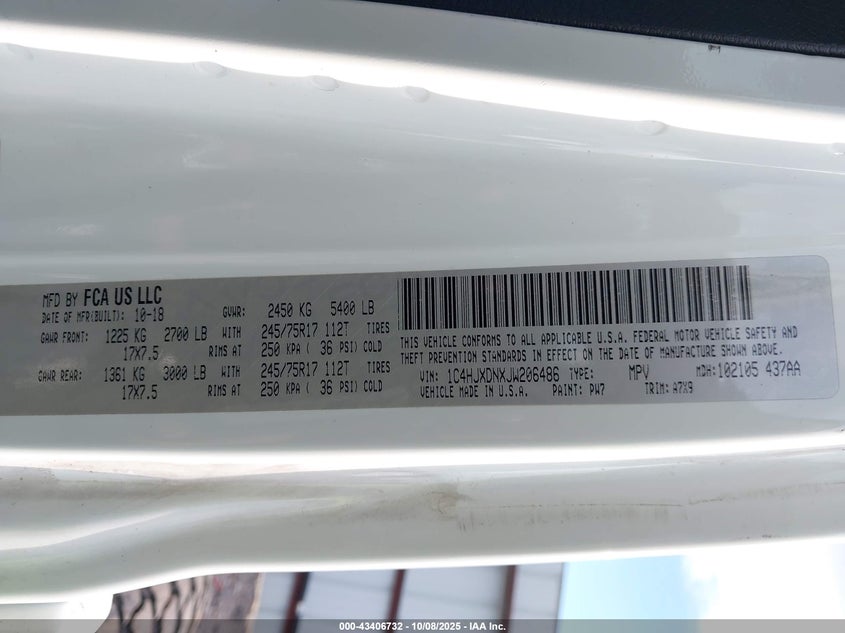 MFD BY FCA US LLC
DATE OF MFR(BUILT): 10-18
GVWR: 2450 KG 5400 LB
GAWR FRONT: 1225 KG 2700 LB WITH 245/75R17 112T TIRES
17X7.5 RIMS AT 250 KPA ( 36 PSI) COLD
GAWR REAR: 1361 KG 3000 LB WITH 245/75R17 112T TIRES
17X7.5 RIMS AT 250 KPA ( 36 PSI) COLD
THIS VEHICLE CONFORMS TO ALL APPLICABLE U.S.A. FEDERAL MOTOR VEHICLE SAFETY AND
THEFT PREVENTION STANDARDS IN EFFECT ON THE DATE OF MANUFACTURE SHOWN ABOVE.
VIN: 1C4HJXDNXJW206486 TYPE: MPV MDH: 102105 437AA
VEHICLE MADE IN U.S.A. PAINT: PW7 TRIM: A7X9
000-43406732 - 10/08/2025 - IAA Inc.